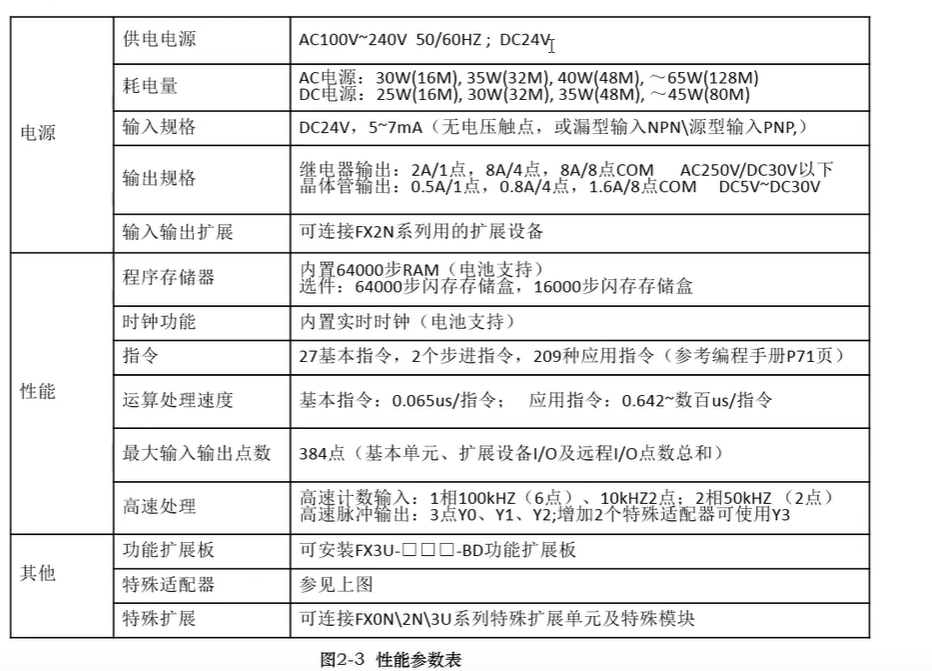 电源
供电电源
AC100V~240V 50/60HZ ; DC24V
耗电量
AC电源：30W(16M), 35W(32M), 40W(48M), ～65W(128M)
DC电源：25W(16M), 30W(32M), 35W(48M), ～45W(80M)
输入规格
DC24V，5~7mA（无电压触点，或漏型输入NPN\源型输入PNP,）
输出规格
继电器输出：2A/1点，8A/4点，8A/8点COM AC250V/DC30V以下
晶体管输出：0.5A/1点，0.8A/4点，1.6A/8点COM DC5V~DC30V
输入输出扩展
可连接FX2N系列用的扩展设备
性能
程序存储器
内置64000步RAM（电池支持）
选件：64000步闪存存储盒，16000步闪存存储盒
时钟功能
内置实时时钟（电池支持）
指令
27基本指令，2个步进指令，209种应用指令（参考编程手册P71页）
运算处理速度
基本指令：0.065us/指令； 应用指令：0.642~数百us/指令
最大输入输出点数
384点（基本单元、扩展设备I/O及远程I/O点数总和）
高速处理
高速计数输入：1相100kHZ（6点）、10kHZ2点；2相50kHZ （2点）
高速脉冲输出：3点Y0、Y1、Y2;增加2个特殊适配器可使用Y3
其他
功能扩展板
可安装FX3U-□□□-BD功能扩展板
特殊适配器
参见上图
特殊扩展
可连接FX0N\2N\3U系列特殊扩展单元及特殊模块
图2-3 性能参数表